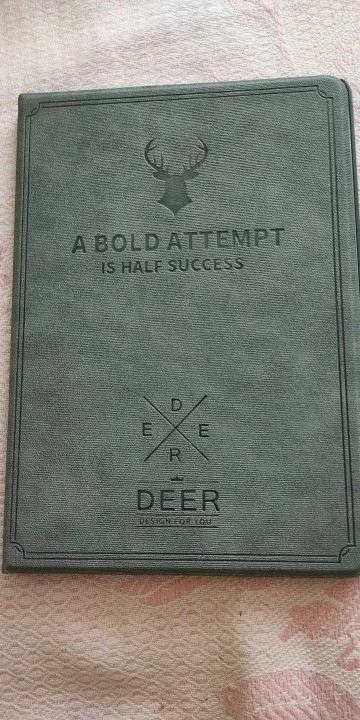 A BOLD ATTEMPT
IS HALF SUCCESS
D
E E
R
DEER
DESIGN FOR YOU